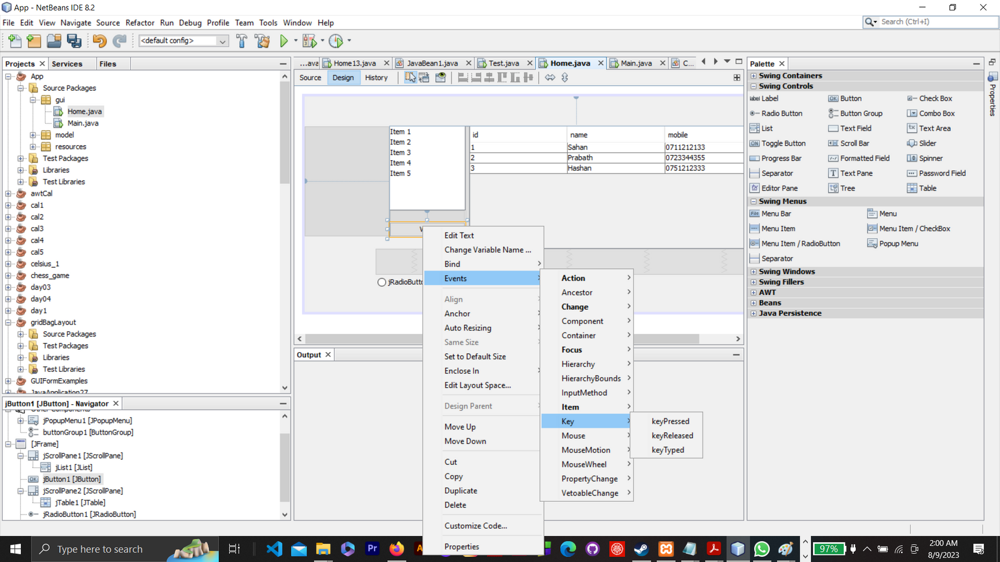 App - NetBeans IDE 8.2
File Edit View Navigate Source Refactor Run Debug Profile Team Tools Window Help
Search (Ctrl+I)
<default config>
Projects
Services
Files
App
Source Packages
gui
Home.java
Main.java
model
resources
Test Packages
Libraries
Test Libraries
awtCal
cal1
cal2
cal3
cal4
cal5
celsius_1
chess_game
day03
day04
day1
gridBagLayout
Source Packages
Test Packages
Libraries
Test Libraries
GUIFormExamples
JavaApplication27
jButton1 [JButton] - Navigator
Other Components
jPopupMenu1 [JPopupMenu]
buttonGroup1 [ButtonGroup]
[JFrame]
jScrollPane1 [JScrollPane]
jList1 [JList]
jButton1 [JButton]
jScrollPane2 [JScrollPane]
jTable1 [JTable]
jRadioButton1 [JRadioButton]
...ava Home13.java JavaBean1.java Test.java Home.java Main.java C...
Source Design History
Item 1
Item 2
Item 3
Item 4
Item 5
id name mobile
1 Sahan 0711212133
2 Prabath 0723344355
3 Hashan 0751212333
jRadioButto
Output
Edit Text
Change Variable Name ...
Bind
Events
Align
Anchor
Auto Resizing
Same Size
Set to Default Size
Enclose In
Edit Layout Space...
Design Parent
Move Up
Move Down
Cut
Copy
Duplicate
Delete
Customize Code...
Properties
Action
Ancestor
Change
Component
Container
Focus
Hierarchy
HierarchyBounds
InputMethod
Item
Key
Mouse
MouseMotion
MouseWheel
PropertyChange
VetoableChange
keyPressed
keyReleased
keyTyped
Palette
Swing Containers
Swing Controls
Label Button Check Box
Radio Button Button Group Combo Box
List Text Field Text Area
Toggle Button Scroll Bar Slider
Progress Bar Formatted Field Spinner
Separator Text Pane Password Field
Editor Pane Tree Table
Swing Menus
Menu Bar Menu
Menu Item Menu Item / CheckBox
Menu Item / RadioButton Popup Menu
Separator
Swing Windows
Swing Fillers
AWT
Beans
Java Persistence
Properties
Type here to search
Pr
97%
2:00 AM
8/9/2023